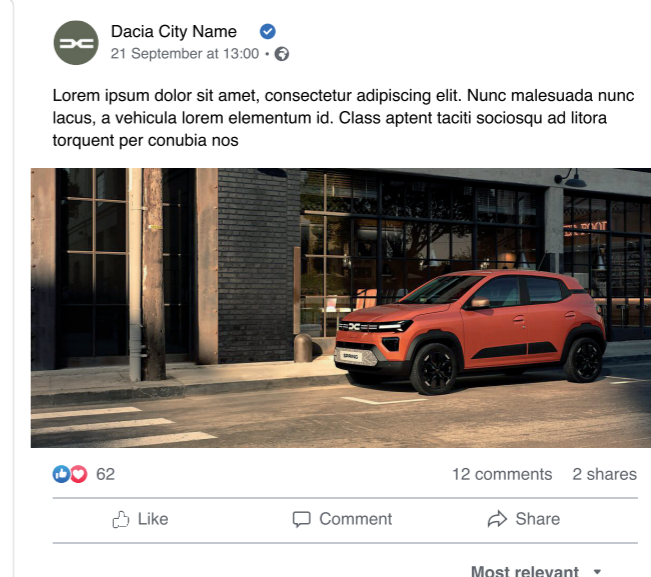 Dacia City Name
21 September at 13:00 •
Lorem ipsum dolor sit amet, consectetur adipiscing elit. Nunc malesuada nunc
lacus, a vehicula lorem elementum id. Class aptent taciti sociosqu ad litora
torquent per conubia nos
SPRING
62 12 comments 2 shares
Like Comment Share
Most relevant